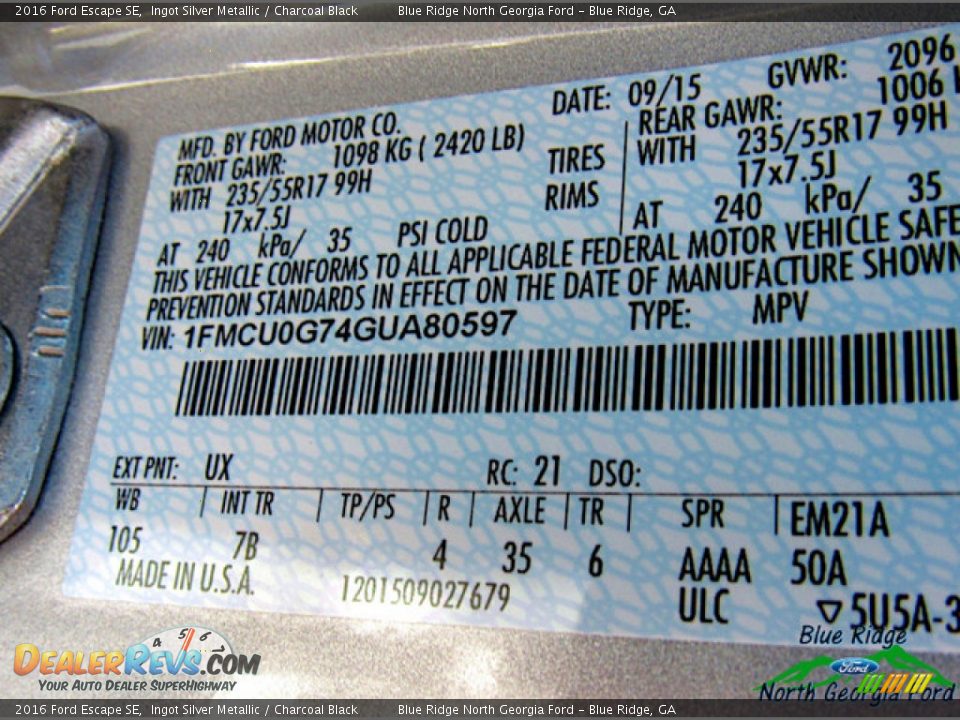 2016 Ford Escape SE, Ingot Silver Metallic / Charcoal Black Blue Ridge North Georgia Ford - Blue Ridge, GA
MFD. BY FORD MOTOR CO. DATE: 09/15 GVWR: 2096
FRONT GAWR: 1098 KG ( 2420 LB) REAR GAWR: 1006
WITH 235/55R17 99H TIRES WITH 235/55R17 99H
17x7.5J RIMS 17x7.5J
AT 240 kPa/ 35 PSI COLD AT 240 kPa/ 35
THIS VEHICLE CONFORMS TO ALL APPLICABLE FEDERAL MOTOR VEHICLE SAFE
PREVENTION STANDARDS IN EFFECT ON THE DATE OF MANUFACTURE SHOWN
VIN: 1FMCU0G74GUA80597 TYPE: MPV
EXT PNT: UX RC: 21 DSO:
WB INT TR TP/PS R AXLE TR SPR EM21A
105 7B 4 35 6 AAAA 50A
MADE IN U.S.A. 1201509027679 ULC ▽5U5A-3
Blue Ridge
Ford
North Georgia Ford
4 5 6
DEALERREVS.COM
YOUR AUTO DEALER SUPERHIGHWAY
2016 Ford Escape SE, Ingot Silver Metallic / Charcoal Black Blue Ridge North Georgia Ford - Blue Ridge, GA